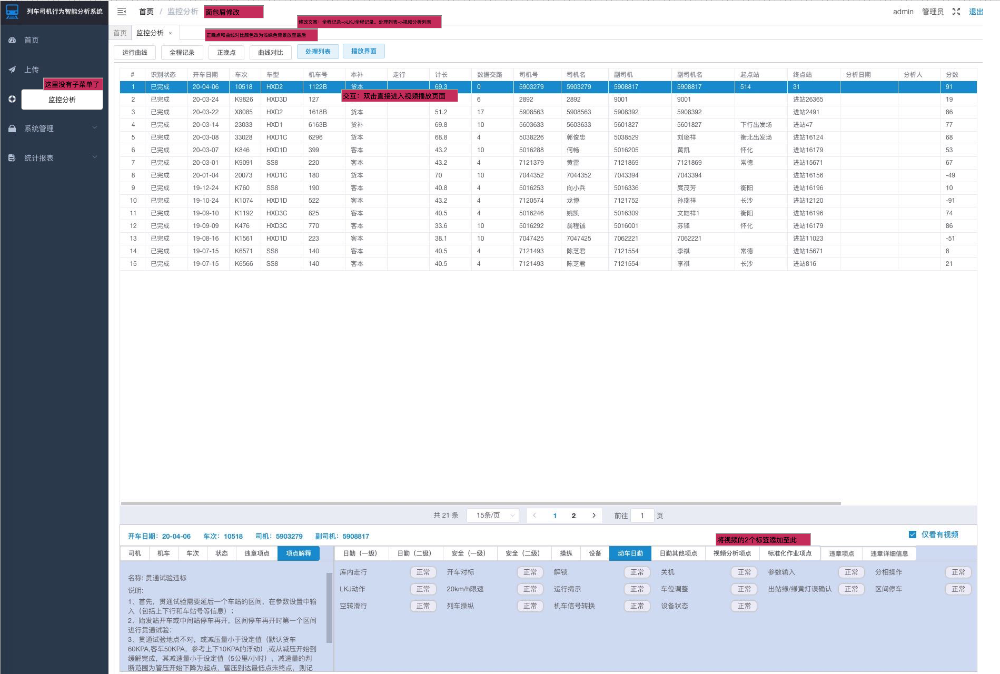 列车司机行为智能分析系统
首页 / 监控分析 面包屑修改
admin 管理员 退出
修改文案：全程记录-->LKJ全程记录，处理列表-->视频分析列表
首页 监控分析 ×
正晚点和曲线对比颜色改为浅绿色背景放至最后
首页
上传
这里没有子菜单了
监控分析
系统管理
统计报表
运行曲线 全程记录 正晚点 曲线对比 处理列表 播放界面
# 识别状态 开车日期 车次 车型 机车号 本补 走行 计长 数据交路 司机号 司机名 副司机 副司机名 起点站 终点站 分析日期 分析人 分数
1 已完成 20-04-06 10518 HXD2 1122B 货本 69.3 0 5903279 5903279 5908817 5908817 514 31 91
交互：双击直接进入视频播放页面
2 已完成 20-03-24 K9826 HXD3D 127 6 2892 2892 9001 9001 进站26365 19
3 已完成 20-03-22 X8085 HXD2 1618B 货本 51.2 17 5908563 5908563 5908392 5908392 进站2491 86
4 已完成 20-03-14 23033 HXD1 6163B 货补 69.8 10 5603633 5603633 5601827 5601827 下行出发场 进站47 77
5 已完成 20-03-08 33028 HXD1C 6296 货本 68.8 4 5038226 郭俊忠 5038529 刘璐祥 衡北出发场 进站16124 68
6 已完成 20-03-07 K846 HXD1D 399 客本 43.2 10 5016288 何畅 5016205 黄凯 怀化 进站16179 53
7 已完成 20-03-01 K9091 SS8 220 客本 43.2 4 7121379 黄雷 7121869 7121869 常德 进站15671 67
8 已完成 20-01-04 20073 HXD1C 180 货本 70 10 7044352 7044352 7043394 7043394 进站16156 -49
9 已完成 19-12-24 K760 SS8 190 客本 40.8 4 5016253 向小兵 5016336 庹茂芳 衡阳 进站16196 10
10 已完成 19-10-24 K1074 HXD1D 522 客本 43.2 4 7120574 龙博 7121752 孙瑞祥 长沙 进站12120 -91
11 已完成 19-09-10 K1192 HXD3C 825 客本 40.5 4 5016246 姚凯 5016309 文皓祥1 衡阳 进站16196 74
12 已完成 19-09-09 K476 HXD3C 770 客本 33.6 10 5016292 翁程铖 5016001 苏锋 怀化 进站16179 86
13 已完成 19-08-16 K1561 HXD1D 223 客本 38.1 10 7047425 7047425 7062221 7062221 进站11023 -51
14 已完成 19-07-15 K6571 SS8 140 客本 40.5 4 7121493 陈芝君 7121554 李祺 常德 进站15671 8
15 已完成 19-07-15 K6566 SS8 140 客本 40.5 4 7121493 陈芝君 7121554 李祺 长沙 进站816 21
共 21 条 15条/页 1 2 前往 1 页
开车日期：20-04-06 车次：10518 司机：5903279 副司机：5908817
将视频的2个标签添加至此
仅看有视频
司机 机车 车次 状态 违章项点 项点解释
日勤（一级） 日勤（二级） 安全（一级） 安全（二级） 操纵 设备 动车日勤 日勤其他项点 视频分析项点 标准化作业项点 违章项点 违章详细信息
名称: 贯通试验违标
说明:
1、首先，贯通试验需要延后一个车站的区间，在参数设置中输
入（包括上下行和车站号等信息）；
2、始发站开车或中间站停车再开，区间停车再开时第一个区间
进行贯通试验；
3、贯通试验地点不对，或减压量小于设定值（默认货车
60KPA,客车50KPA，参考上下10KPA的浮动）,或从减压开始到
缓解完成，其减速量小于设定值（5公里/小时），减速量的判
断范围为管压开始下降为起点，管压到达最低点未终点，则记
库内走行 正常 开车对标 正常 解锁 正常 关机 正常 参数输入 正常 分相操作 正常
LKJ动作 正常 20km/h限速 正常 运行揭示 正常 车位调整 正常 出站绿/绿黄灯误确认 正常 区间停车 正常
空转滑行 正常 列车操纵 正常 机车信号转换 正常 设备状态 正常